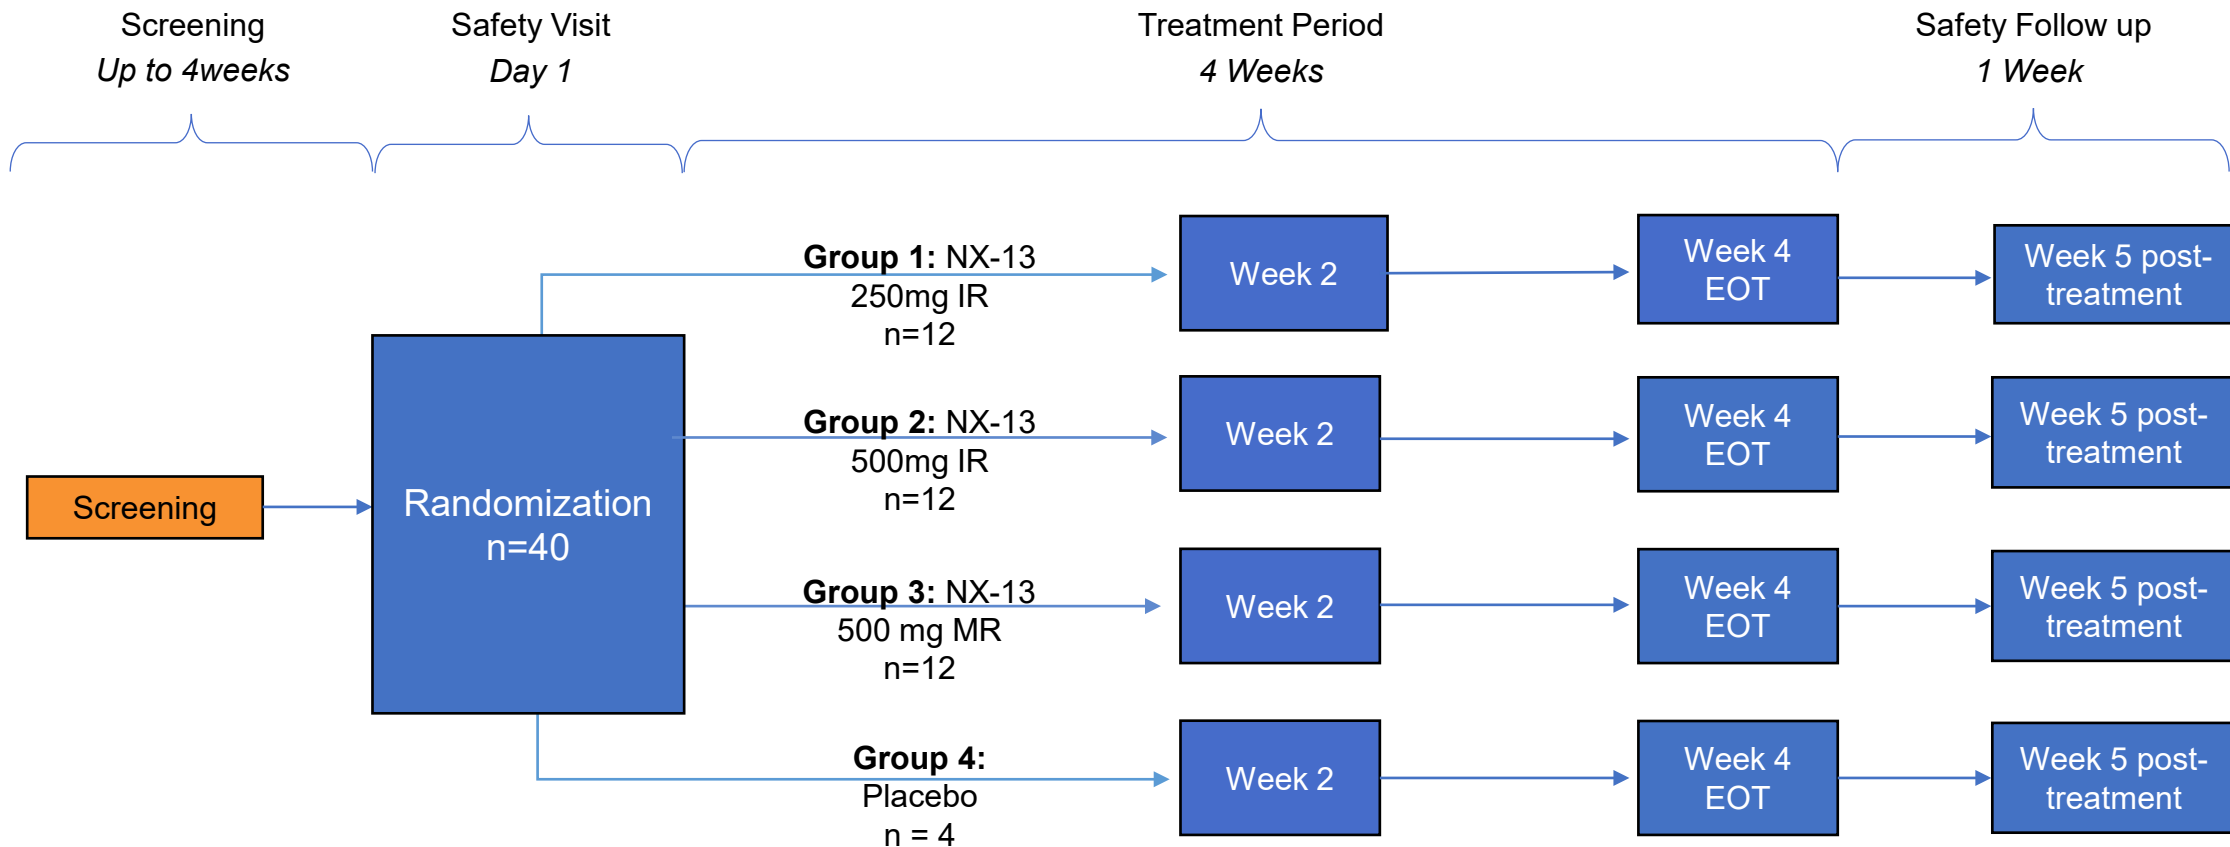 Screening
Up to 4weeks
Safety Visit
Day 1
Treatment Period
4 Weeks
Safety Follow up
1 Week
Screening
Randomization
n=40
Group 1: NX-13
250mg IR
n=12
Week 2
Week 4
EOT
Week 5 post-
treatment
Group 2: NX-13
500mg IR
n=12
Week 2
Week 4
EOT
Week 5 post-
treatment
Group 3: NX-13
500 mg MR
n=12
Week 2
Week 4
EOT
Week 5 post-
treatment
Group 4:
Placebo
n = 4
Week 2
Week 4
EOT
Week 5 post-
treatment